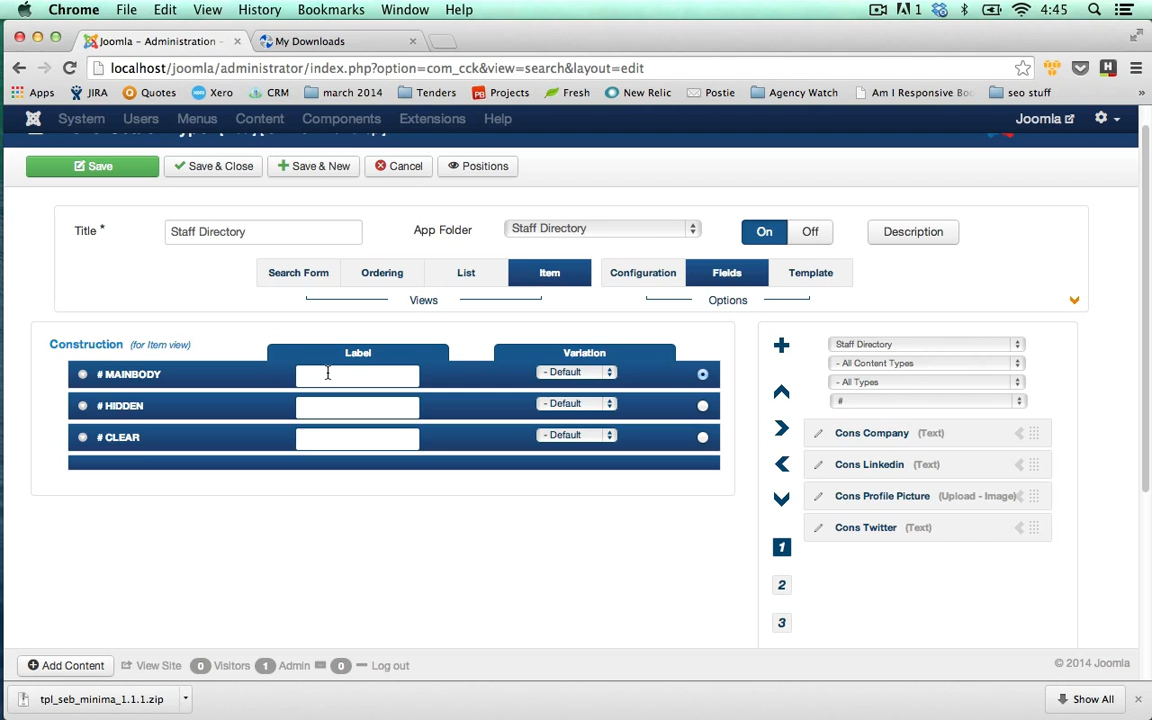 Chrome File Edit View History Bookmarks Window Help 1 4:45
Joomla - Administration - My Downloads
localhost/joomla/administrator/index.php?option=com_cck&view=search&layout=edit
Apps JIRA Quotes Xero CRM march 2014 Tenders Projects Fresh New Relic Postie Agency Watch Am I Responsive Boo seo stuff »
System Users Menus Content Components Extensions Help Joomla
Save Save & Close Save & New Cancel Positions
Title * Staff Directory App Folder Staff Directory On Off Description
Search Form Ordering List Item Configuration Fields Template
Views Options
Construction (for Item view) Label Variation
# MAINBODY - Default
# HIDDEN - Default
# CLEAR - Default
Staff Directory
- All Content Types
- All Types
#
Cons Company (Text)
Cons Linkedin (Text)
Cons Profile Picture (Upload - Image)
Cons Twitter (Text)
1
2
3
Add Content View Site 0 Visitors 1 Admin 0 Log out © 2014 Joomla
tpl_seb_minima_1.1.1.zip Show All